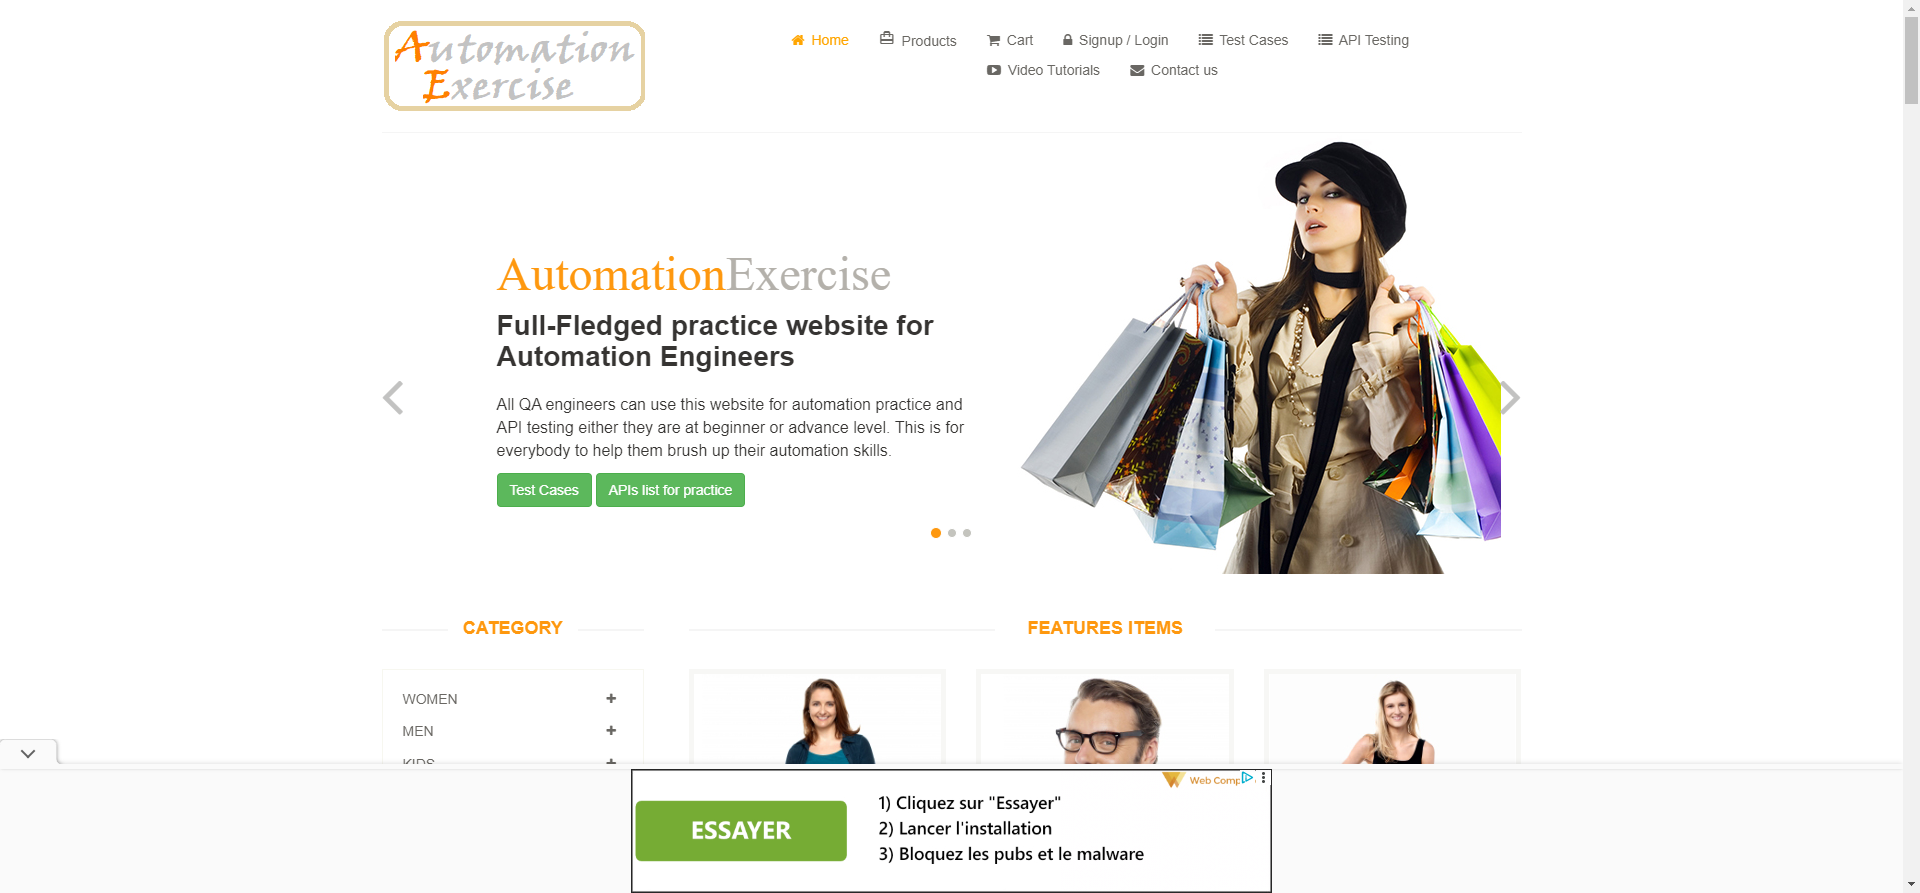 Automation
Exercise
Home
Products
Cart
Signup / Login
Test Cases
API Testing
Video Tutorials
Contact us
AutomationExercise
Full-Fledged practice website for
Automation Engineers
All QA engineers can use this website for automation practice and
API testing either they are at beginner or advance level. This is for
everybody to help them brush up their automation skills.
Test Cases
APIs list for practice
CATEGORY
FEATURES ITEMS
WOMEN
MEN
KIDS
Web Comp
ESSAYER
1) Cliquez sur "Essayer"
2) Lancer l'installation
3) Bloquez les pubs et le malware